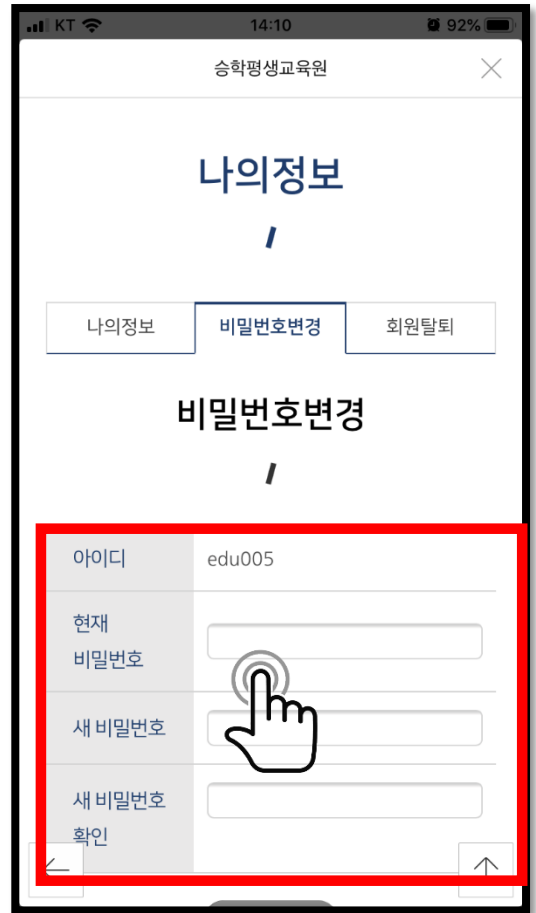 KT 14:10 92%
승학평생교육원
나의정보
나의정보 비밀번호변경 회원탈퇴
비밀번호변경
아이디 edu005
현재
비밀번호
새 비밀번호
새 비밀번호
확인